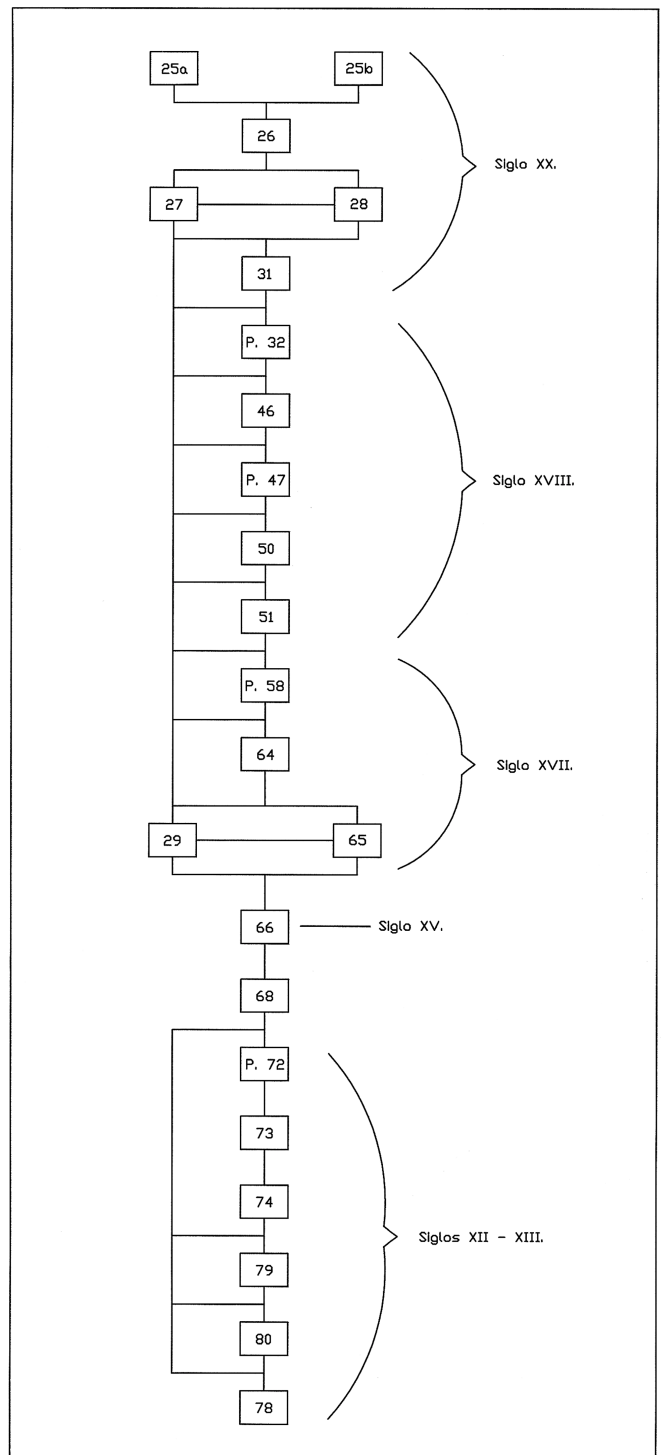 25a 25b
26
Siglo XX.
27 28
31
P. 32
46
P. 47
Siglo XVIII.
50
51
P. 58
64
Siglo XVII.
29 65
66 Siglo XV.
68
P. 72
73
74
Siglos XII - XIII.
79
80
78